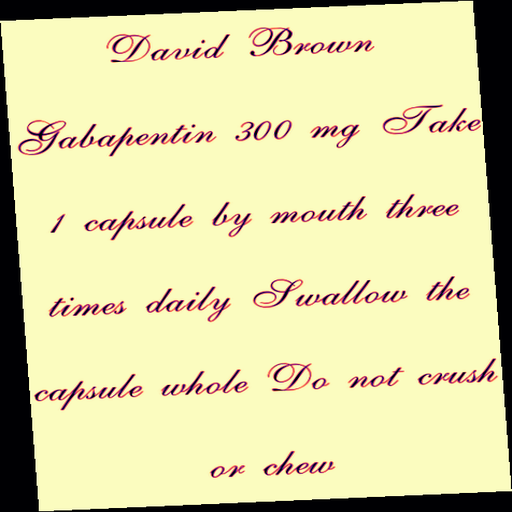 David Brown
Gabapentin 300 mg Take
1 capsule by mouth three
times daily Swallow the
capsule whole Do not crush
or chew